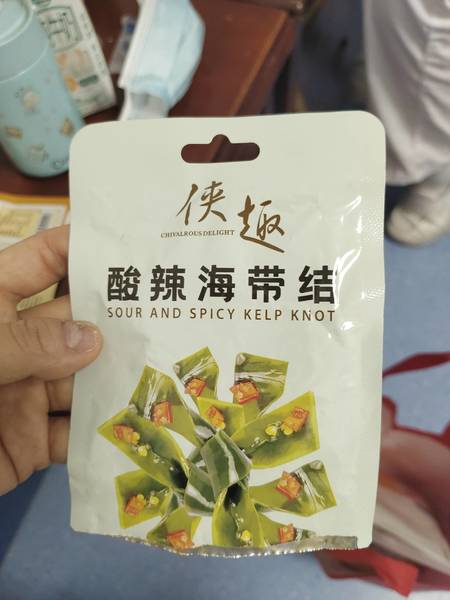 侠趣
CHIVALROUS DELIGHT
酸辣海带结
SOUR AND SPICY KELP KNOT